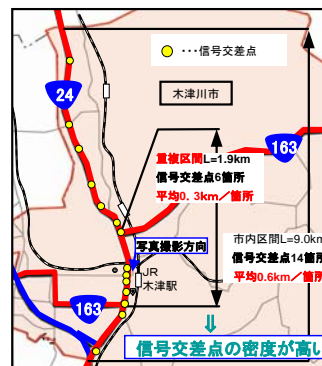 ●・・・信号交差点
木津川市
24
163
重複区間L=1.9km
信号交差点6箇所
平均0.3km／箇所
市内区間L=9.0km
信号交差点14箇所
平均0.6km／箇所
写真撮影方向
JR
木津駅
163
⇓
信号交差点の密度が高い